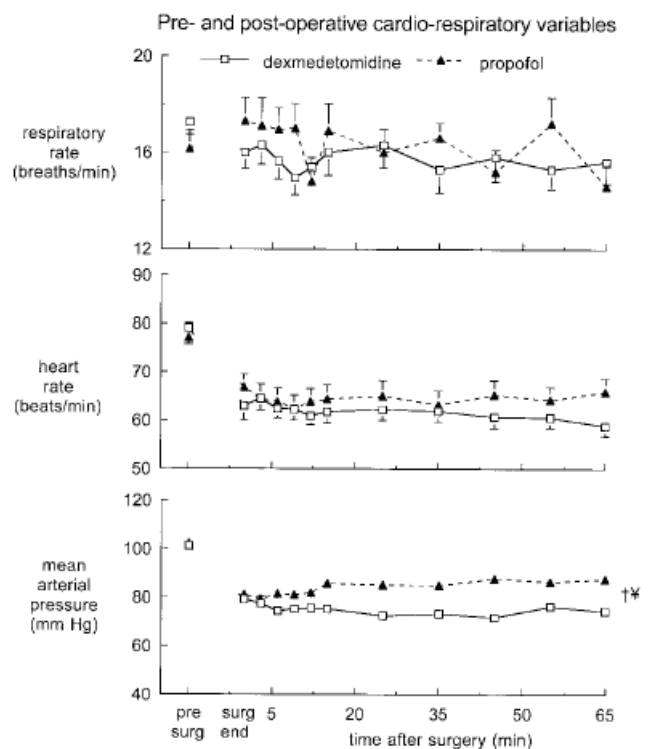 Pre- and post-operative cardio-respiratory variables
dexmedetomidine propofol
20
16
12
respiratory
rate
(breaths/min)
90
80
70
60
50
heart
rate
(beats/min)
120
100
80
60
40
mean
arterial
pressure
(mm Hg)
†¥
pre surg 5 20 35 50 65
surg end
time after surgery (min)